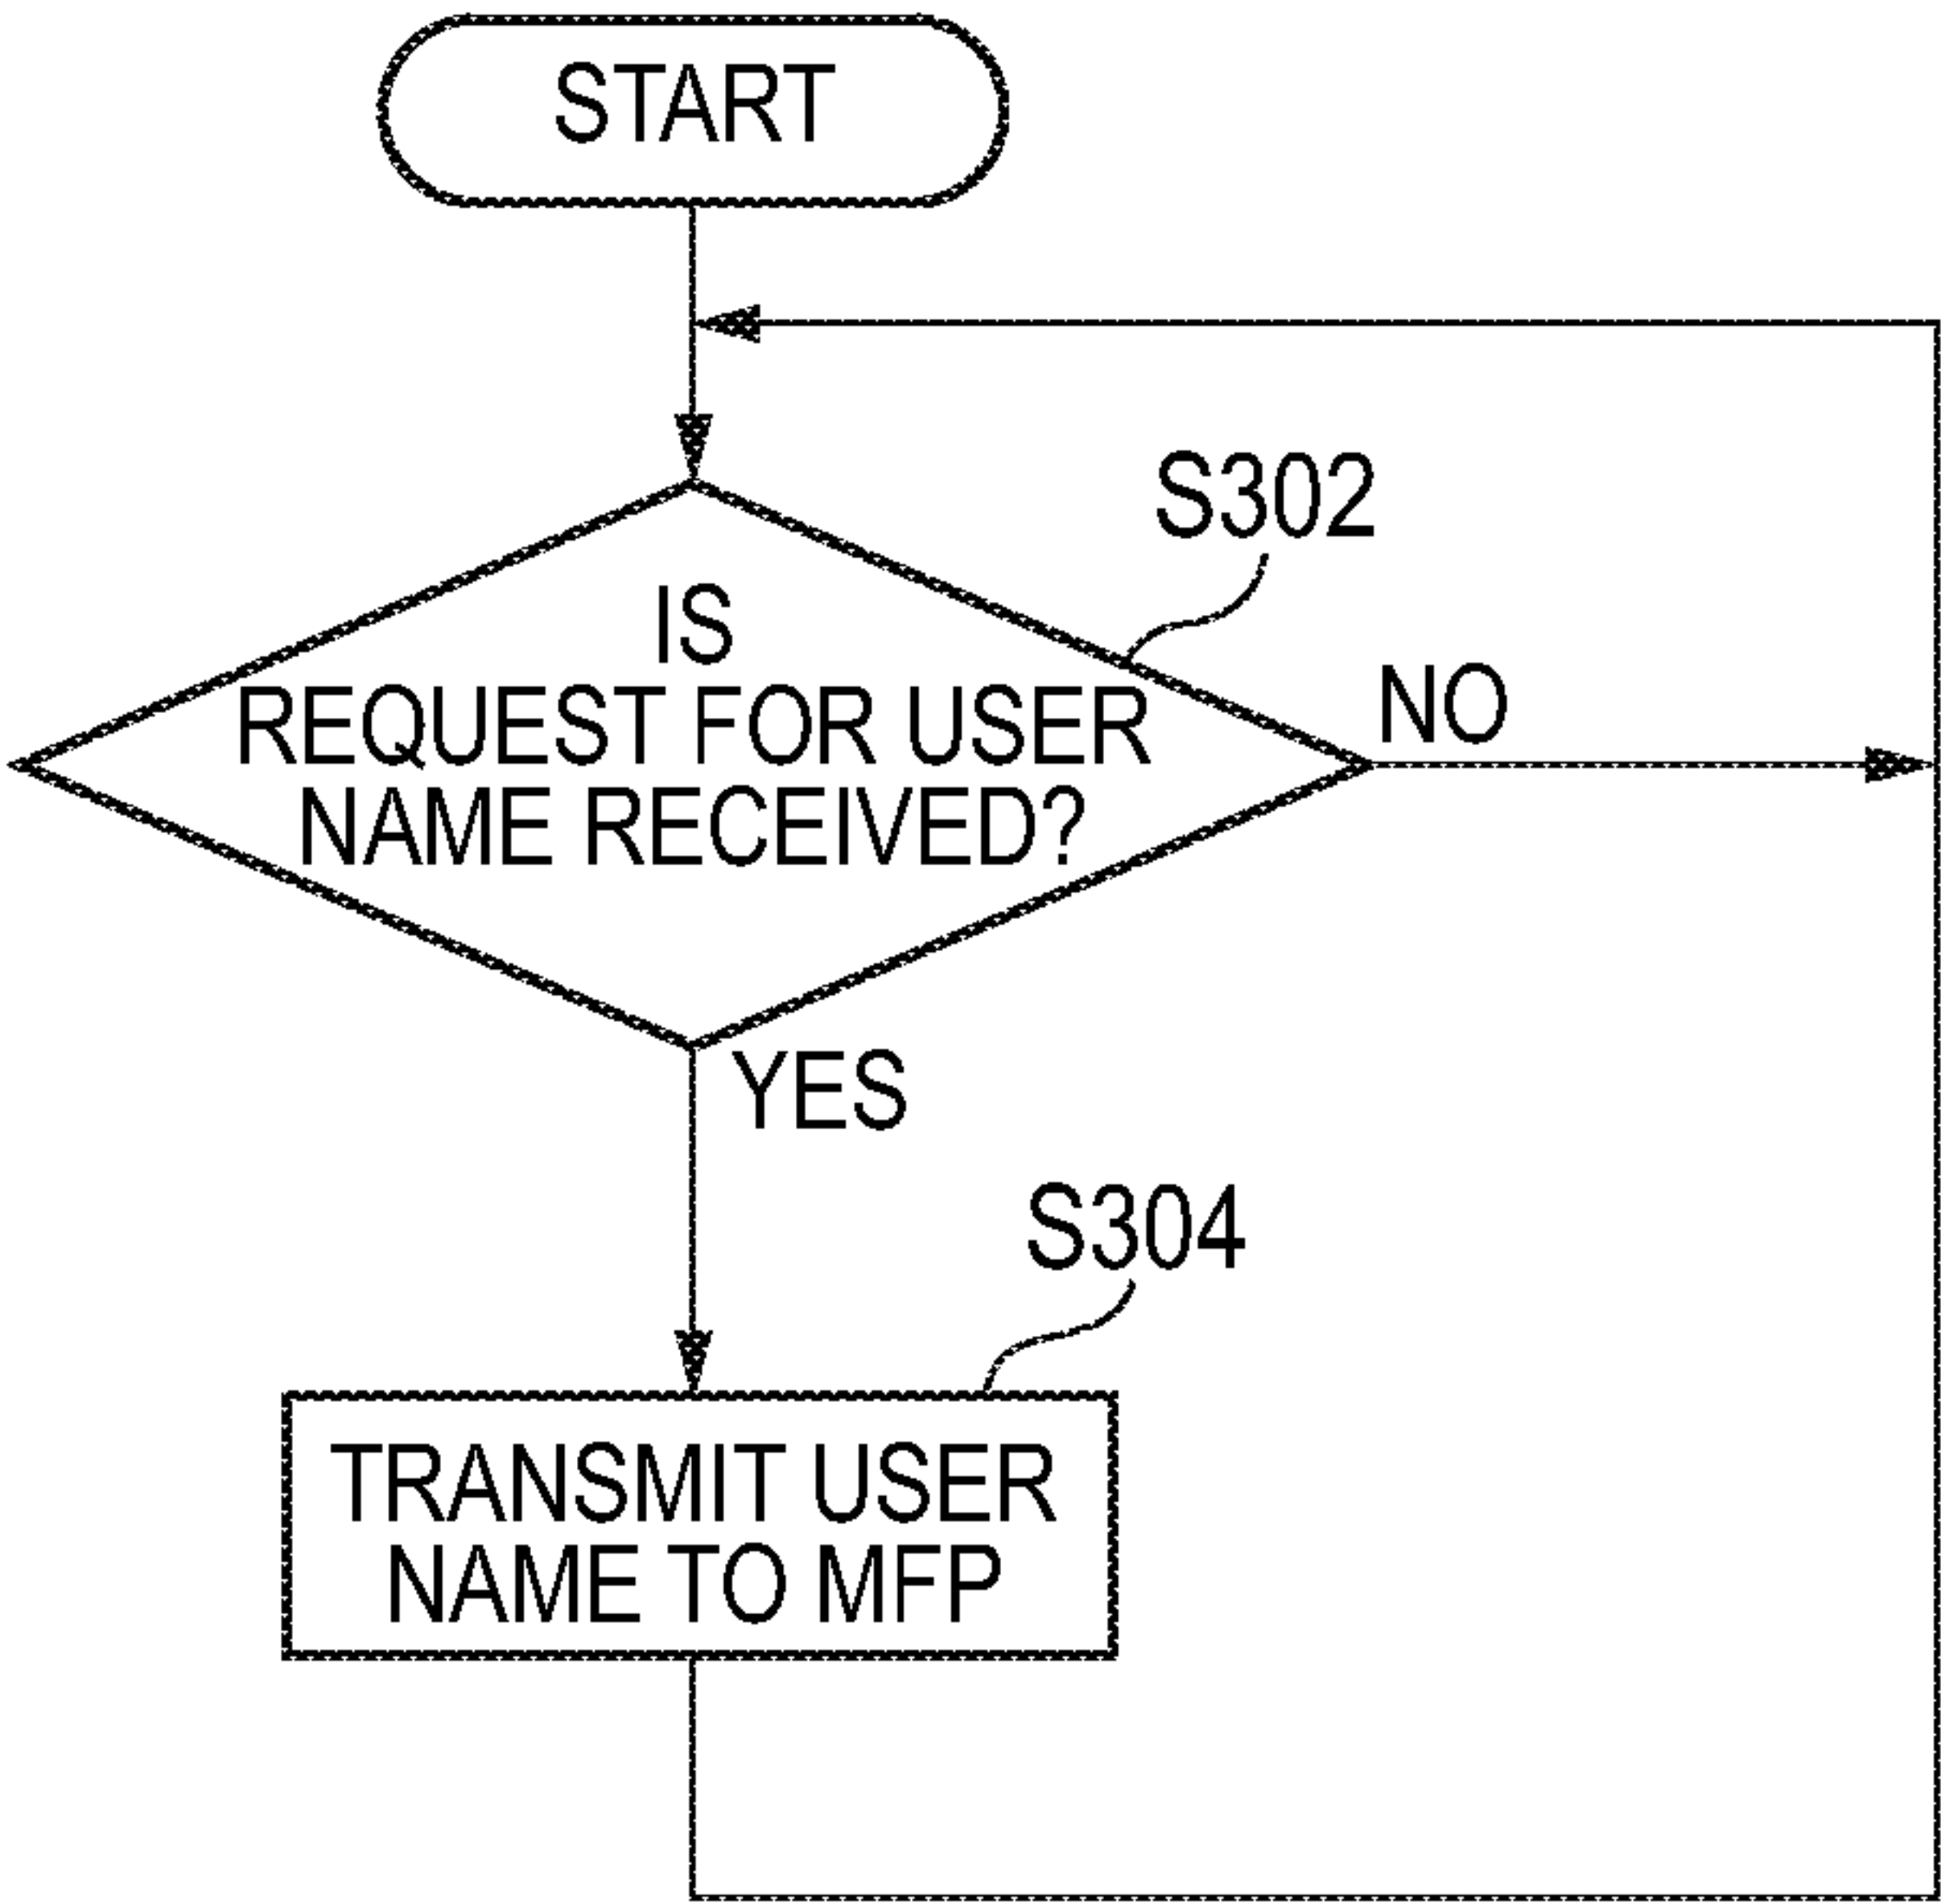 START
S302
IS
REQUEST FOR USER
NAME RECEIVED?
NO
YES
S304
TRANSMIT USER
NAME TO MFP